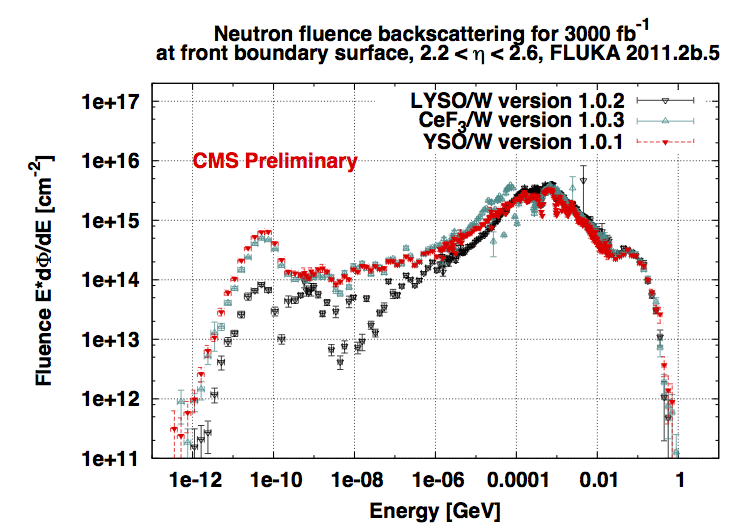 Neutron fluence backscattering for 3000 fb⁻¹
at front boundary surface, 2.2 < η < 2.6, FLUKA 2011.2b.5
LYSO/W version 1.0.2
CeF₃/W version 1.0.3
YSO/W version 1.0.1
CMS Preliminary
Fluence E*dΦ/dE [cm⁻²]
1e+17
1e+16
1e+15
1e+14
1e+13
1e+12
1e+11
1e-12 1e-10 1e-08 1e-06 0.0001 0.01 1
Energy [GeV]